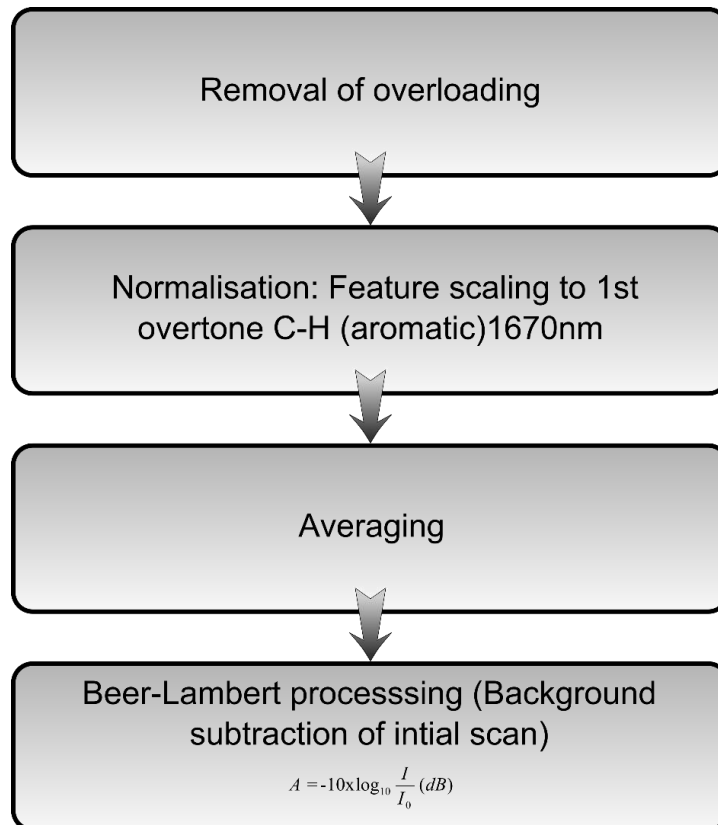 Removal of overloading
Normalisation: Feature scaling to 1st
overtone C-H (aromatic)1670nm
Averaging
Beer-Lambert processsing (Background
subtraction of intial scan)
A = -10xlog₁₀ I/I₀ (dB)